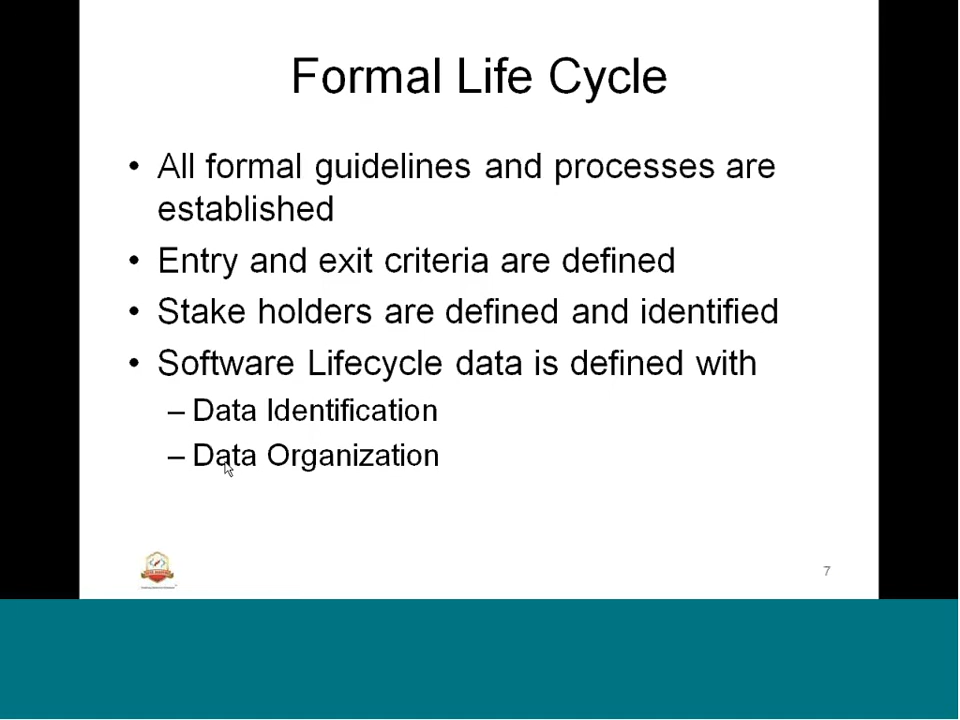 Formal Life Cycle
• All formal guidelines and processes are
established
• Entry and exit criteria are defined
• Stake holders are defined and identified
• Software Lifecycle data is defined with
– Data Identification
– Data Organization
7